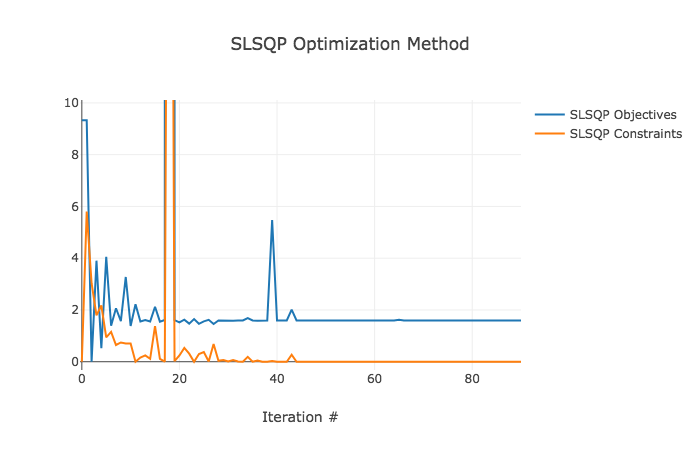 SLSQP Optimization Method
10
8
6
4
2
0
0
20
40
60
80
Iteration #
SLSQP Objectives
SLSQP Constraints